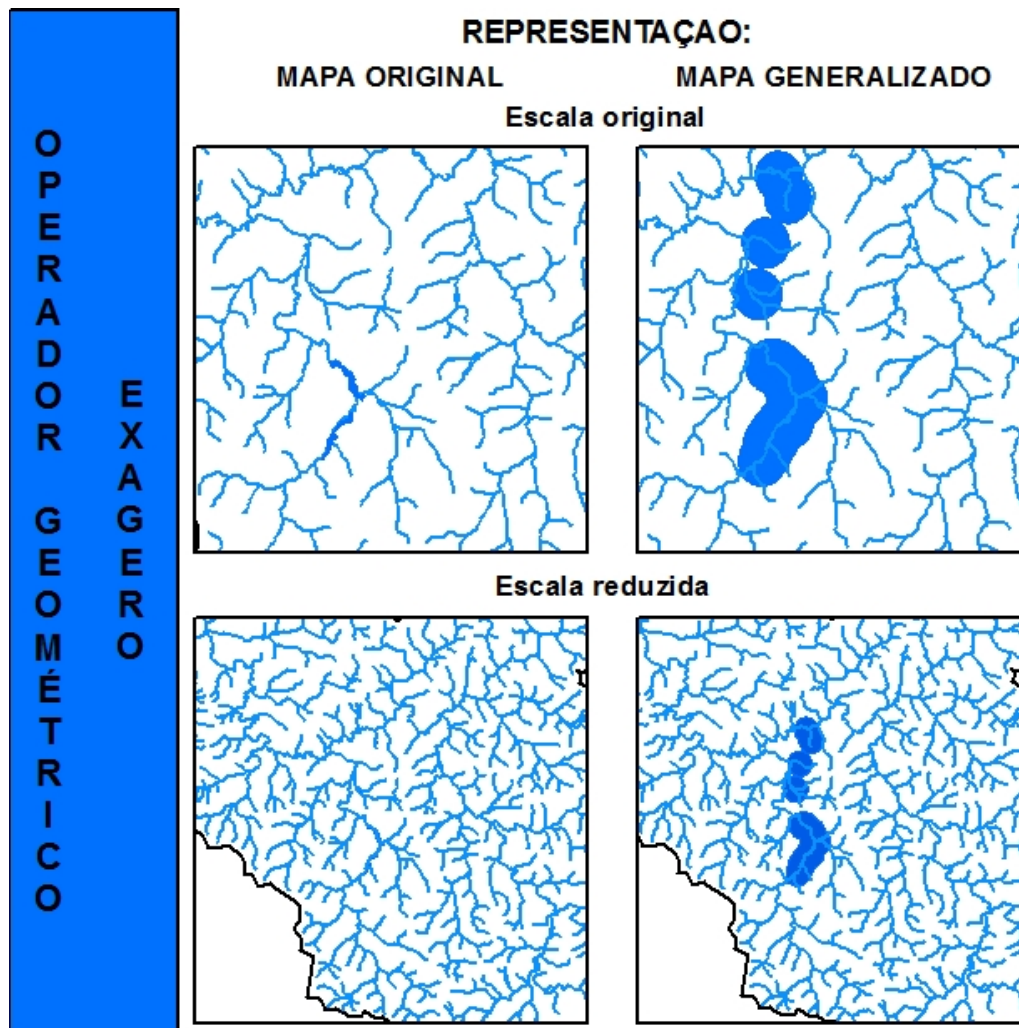 OPERADOR GEOMÉTRICO
EXAGERO
REPRESENTAÇAO:
MAPA ORIGINAL
MAPA GENERALIZADO
Escala original
Escala reduzida